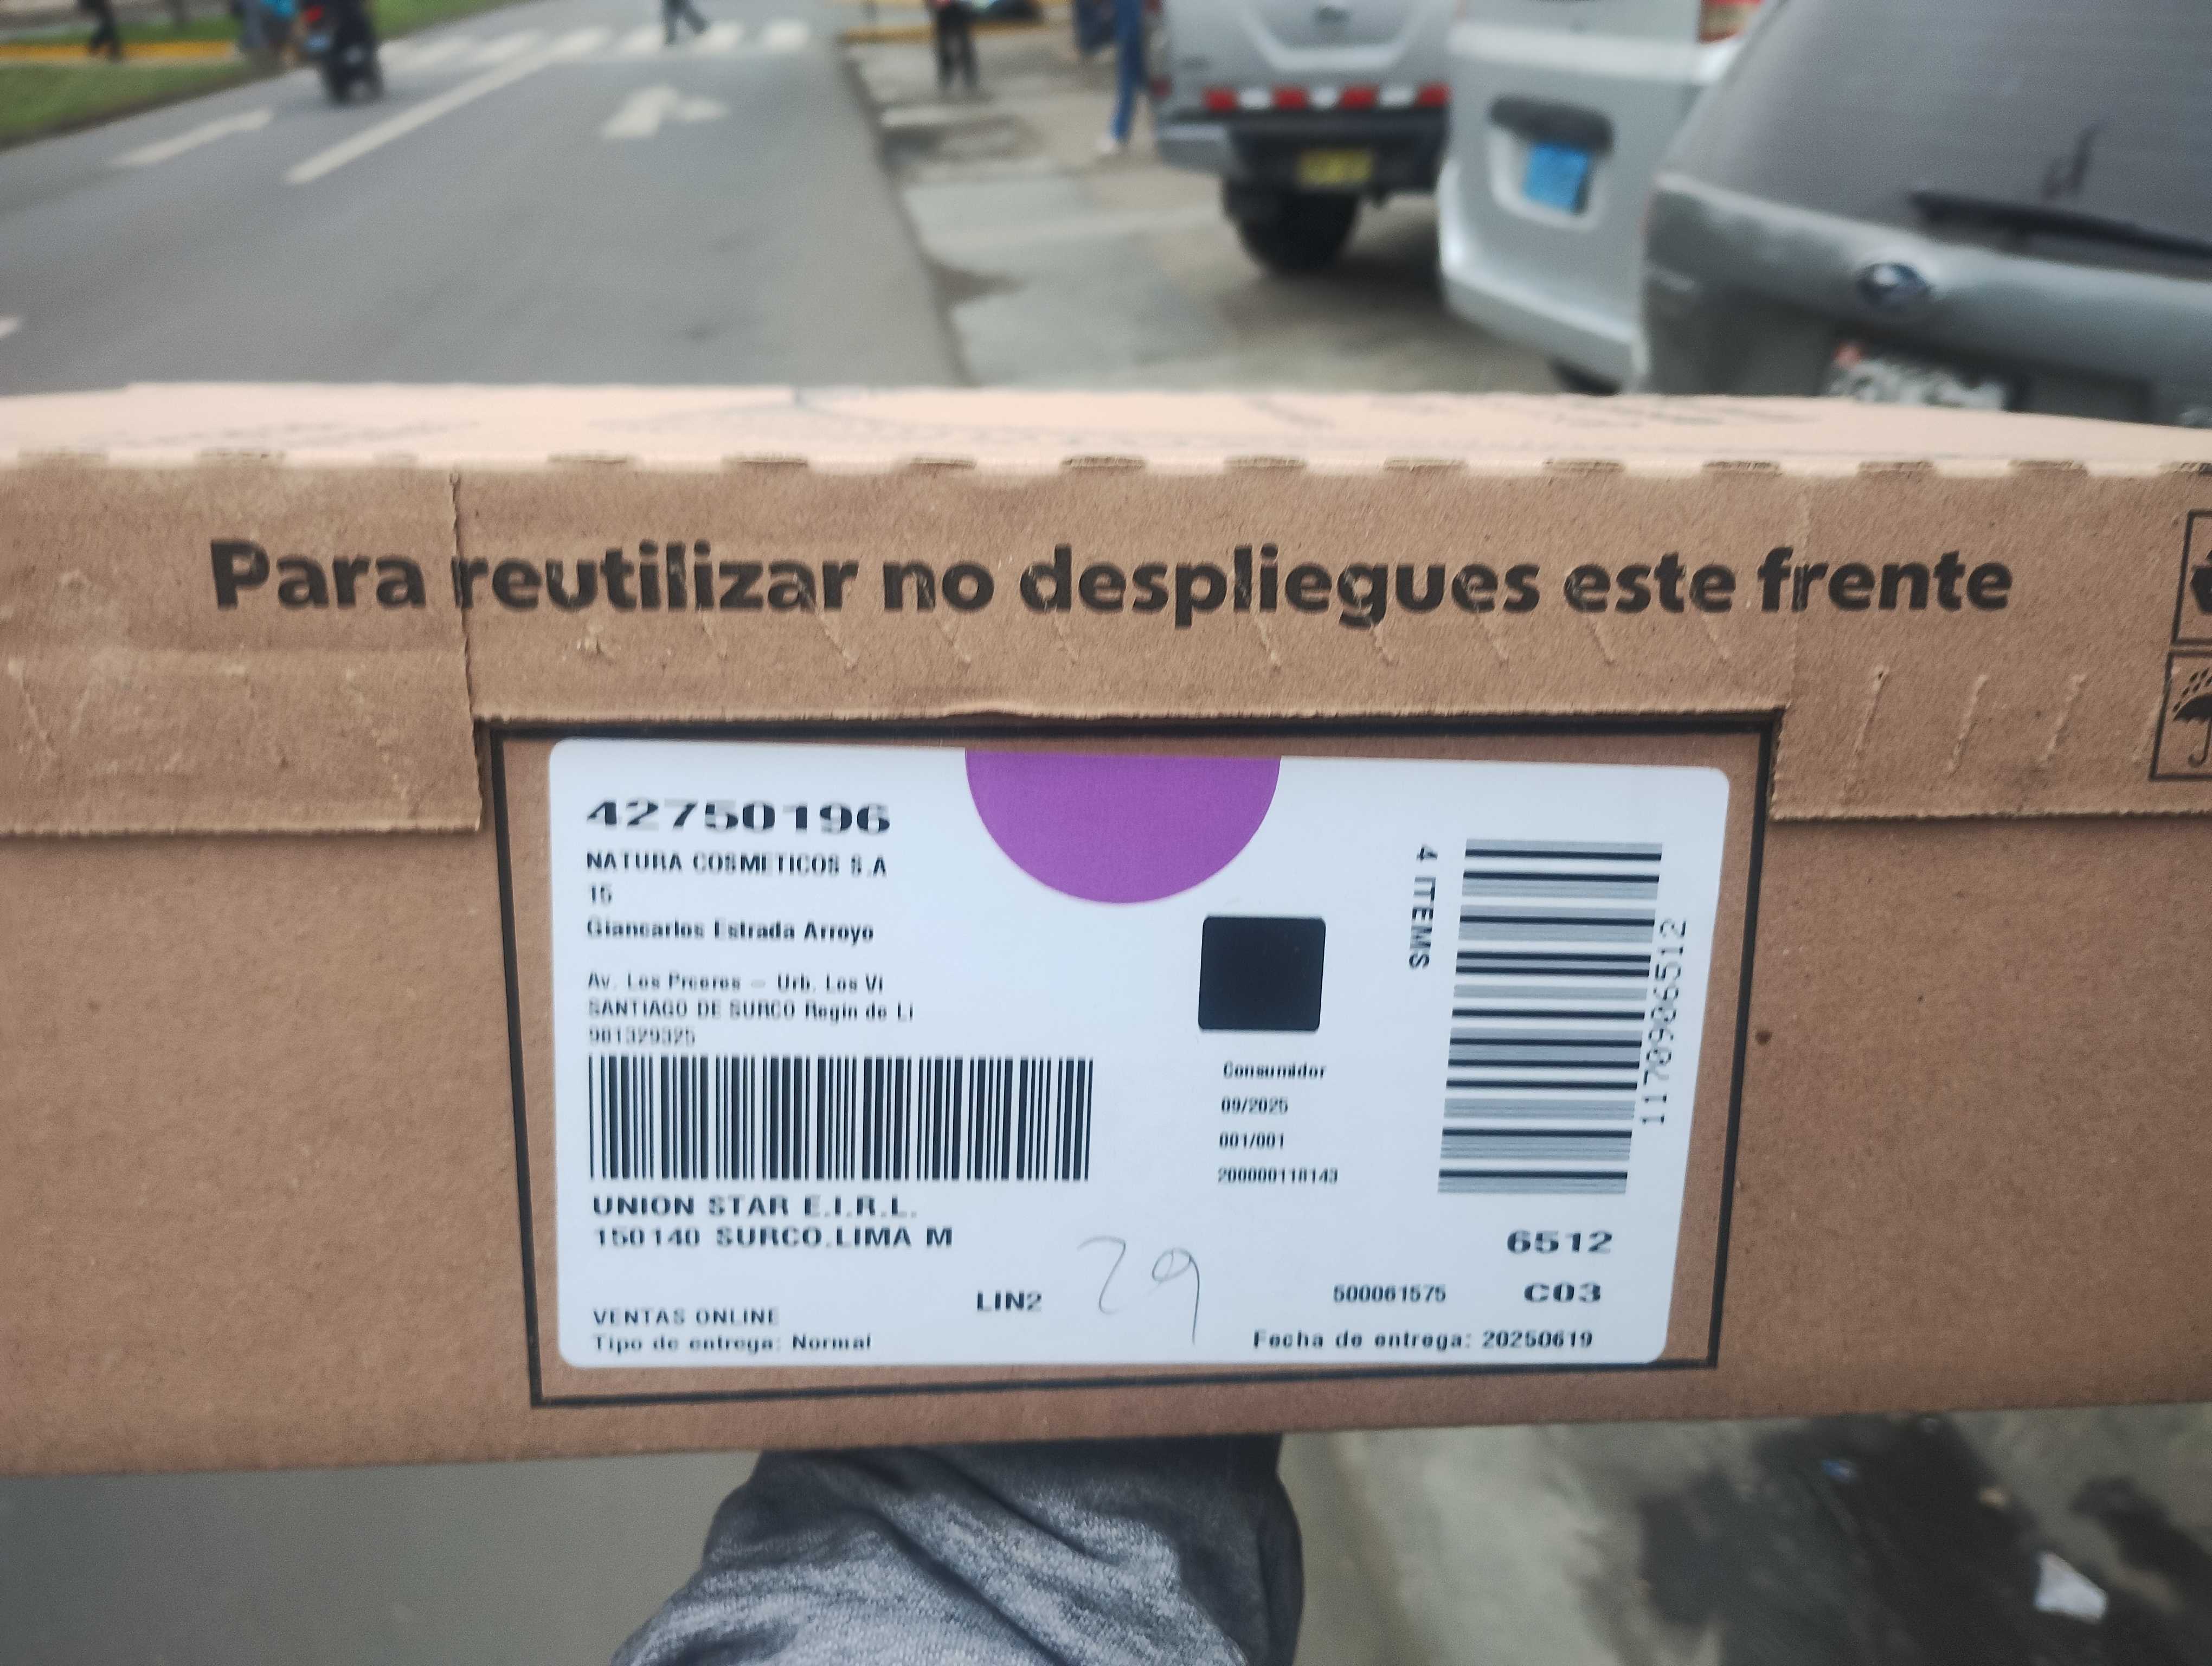 Para reutilizar no despliegues este frente
42750196
NATURA COSMETICOS S.A
15
Giancarlos Estrada Arroyo
Av. Los Prceres - Urb. Los Vi
SANTIAGO DE SURCO Regin de Li
981329325
UNION STAR E.I.R.L.
150140 SURCO.LIMA M
VENTAS ONLINE
Tipo de entrega: Normal
LIN2
29
Consumidor
09/2025
001/001
200000118143
4 ITEMS
11709906512
6512
500061575
C03
Fecha de entrega: 20250619